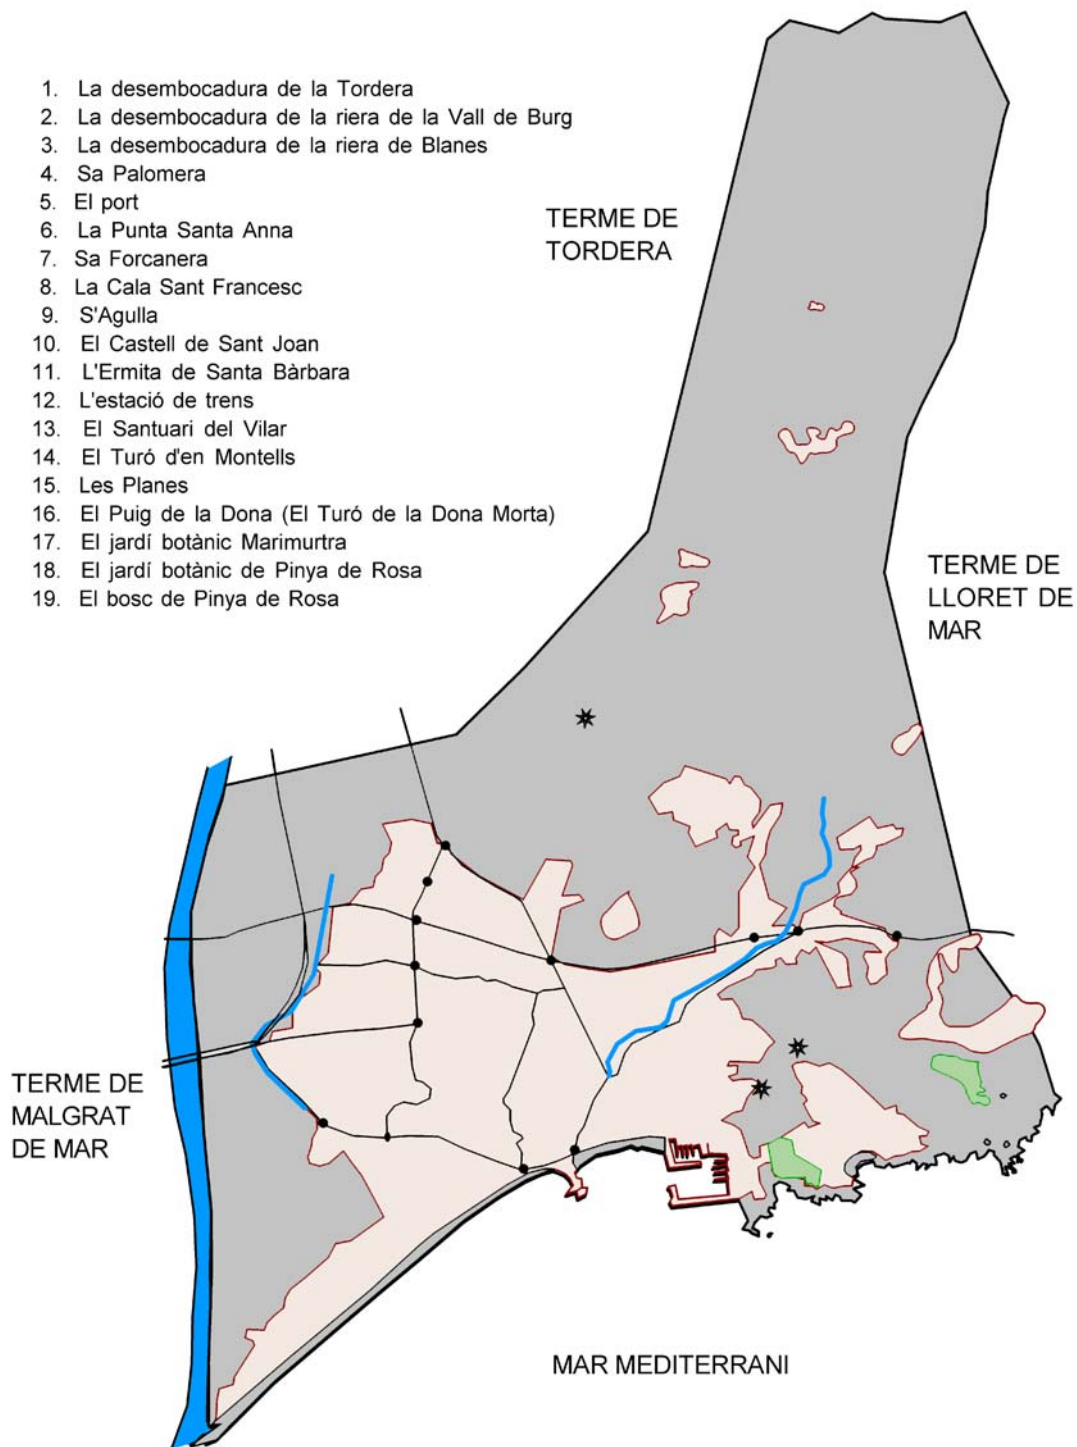 1. La desembocadura de la Tordera
2. La desembocadura de la riera de la Vall de Burg
3. La desembocadura de la riera de Blanes
4. Sa Palomera
5. El port
6. La Punta Santa Anna
7. Sa Forcanera
8. La Cala Sant Francesc
9. S'Agulla
10. El Castell de Sant Joan
11. L'Ermita de Santa Bàrbara
12. L'estació de trens
13. El Santuari del Vilar
14. El Turó d'en Montells
15. Les Planes
16. El Puig de la Dona (El Turó de la Dona Morta)
17. El jardí botànic Marimurtra
18. El jardí botànic de Pinya de Rosa
19. El bosc de Pinya de Rosa
TERME DE
TORDERA
TERME DE
LLORET DE
MAR
TERME DE
MALGRAT
DE MAR
MAR MEDITERRANI